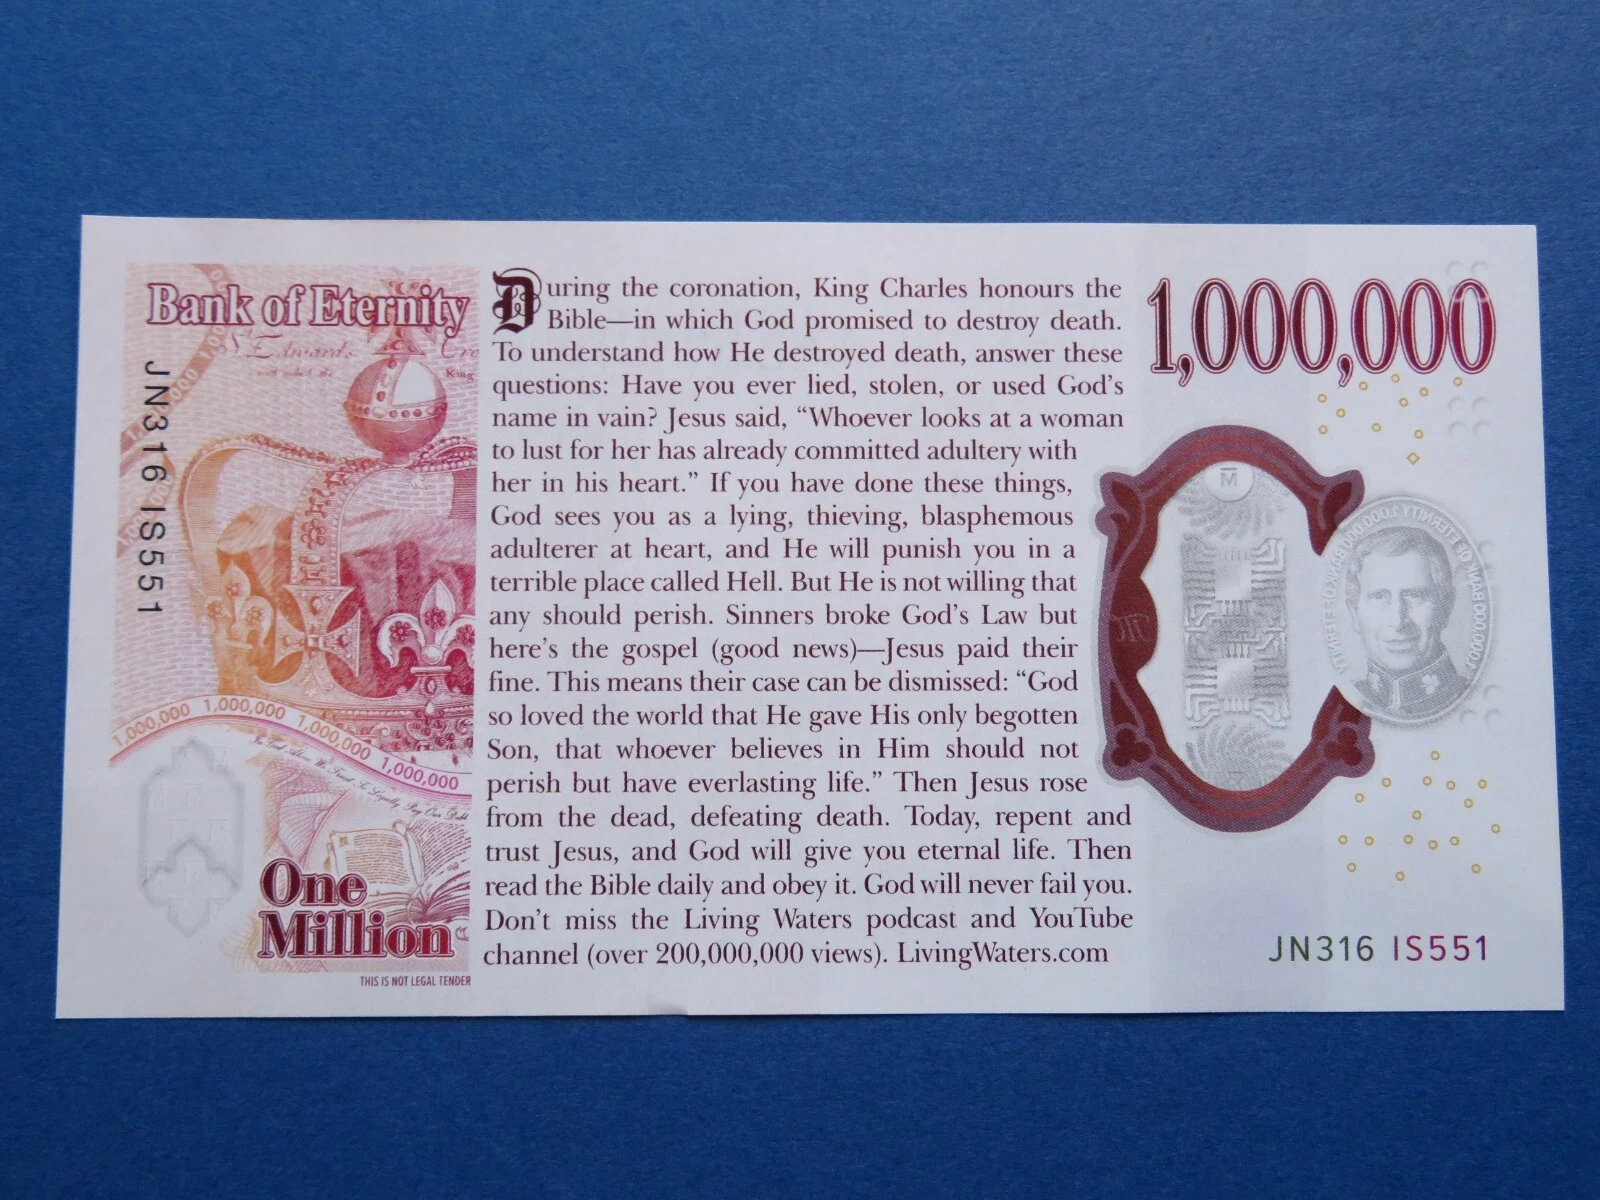 Bank of Eternity
JN316 IS551
1,000,000 1,000,000 1,000,000 1,000,000
One
Million
THIS IS NOT LEGAL TENDER
During the coronation, King Charles honours the
Bible—in which God promised to destroy death.
To understand how He destroyed death, answer these
questions: Have you ever lied, stolen, or used God's
name in vain? Jesus said, “Whoever looks at a woman
to lust for her has already committed adultery with
her in his heart.” If you have done these things,
God sees you as a lying, thieving, blasphemous
adulterer at heart, and He will punish you in a
terrible place called Hell. But He is not willing that
any should perish. Sinners broke God's Law but
here's the gospel (good news)—Jesus paid their
fine. This means their case can be dismissed: “God
so loved the world that He gave His only begotten
Son, that whoever believes in Him should not
perish but have everlasting life.” Then Jesus rose
from the dead, defeating death. Today, repent and
trust Jesus, and God will give you eternal life. Then
read the Bible daily and obey it. God will never fail you.
Don't miss the Living Waters podcast and YouTube
channel (over 200,000,000 views). LivingWaters.com
1,000,000
M
JN316 IS551